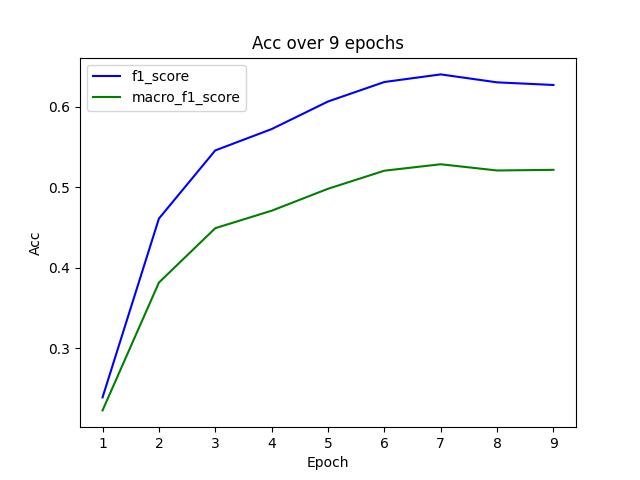 Acc over 9 epochs
f1_score
macro_f1_score
0.6
0.5
0.4
0.3
Acc
1 2 3 4 5 6 7 8 9
Epoch